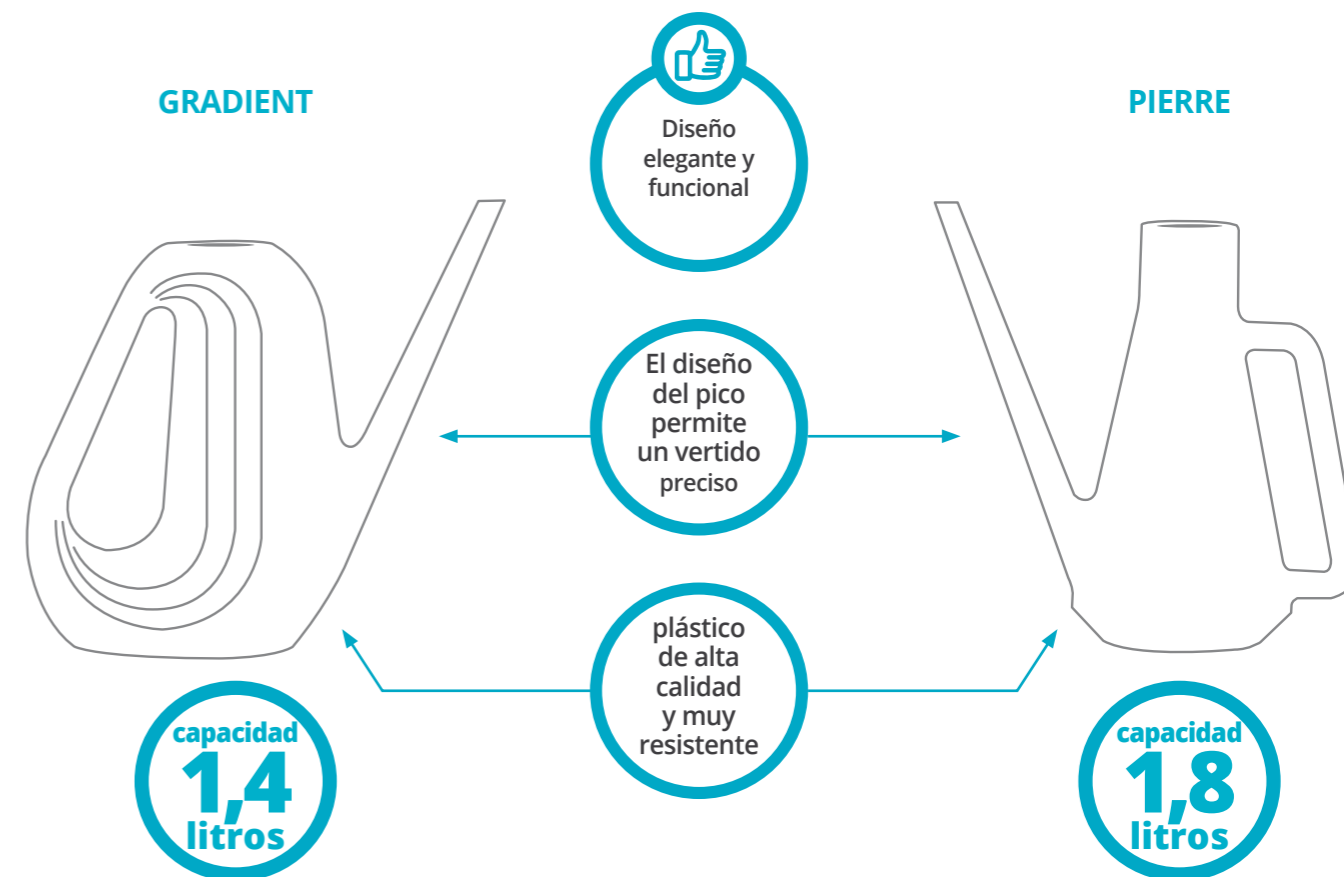 GRADIENT
PIERRE
Diseño
elegante y
funcional
El diseño
del pico
permite
un vertido
preciso
plástico
de alta
calidad
y muy
resistente
capacidad
1,4
litros
capacidad
1,8
litros